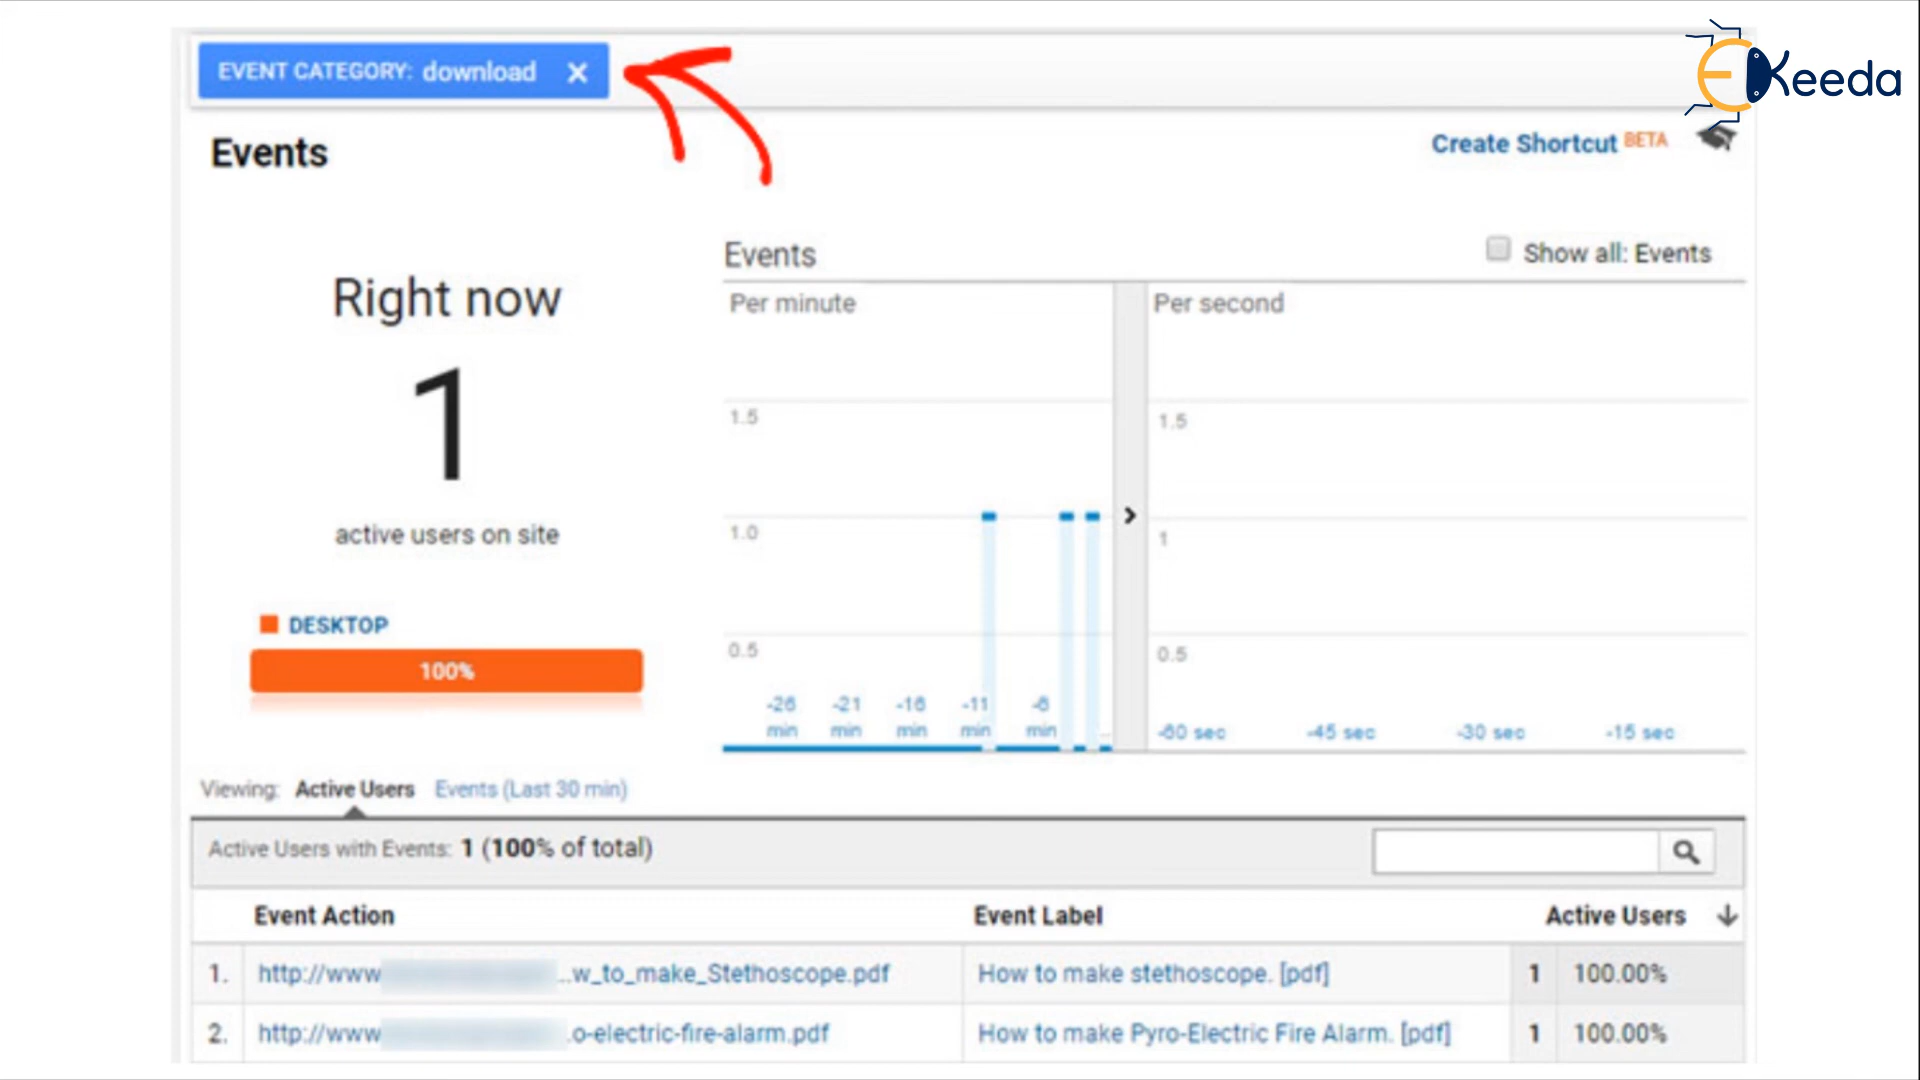 EVENT CATEGORY: download ×
EKeeda
Events
Create Shortcut BETA
Right now
1
active users on site
DESKTOP
100%
Events
Show all: Events
Per minute
Per second
1.5
1.5
1.0
1
0.5
0.5
-26 min
-21 min
-16 min
-11 min
-6 min
...
-60 sec
-45 sec
-30 sec
-15 sec
Viewing: Active Users Events (Last 30 min)
Active Users with Events: 1 (100% of total)
Event Action Event Label Active Users
1. http://www ...w_to_make_Stethoscope.pdf How to make stethoscope. [pdf] 1 100.00%
2. http://www .o-electric-fire-alarm.pdf How to make Pyro-Electric Fire Alarm. [pdf] 1 100.00%